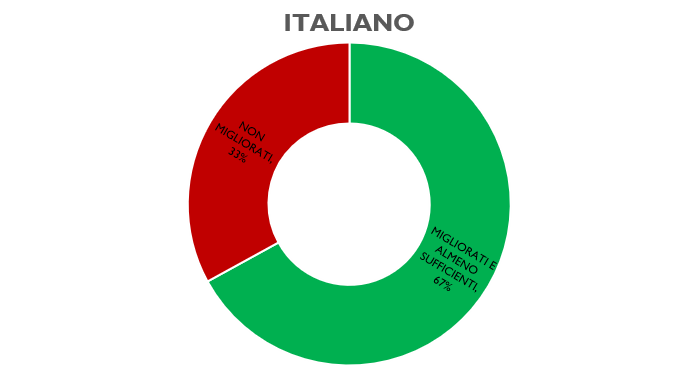 ITALIANO
NON
MIGLIORATI,
33%
MIGLIORATI E
ALMENO
SUFFICIENTI,
67%